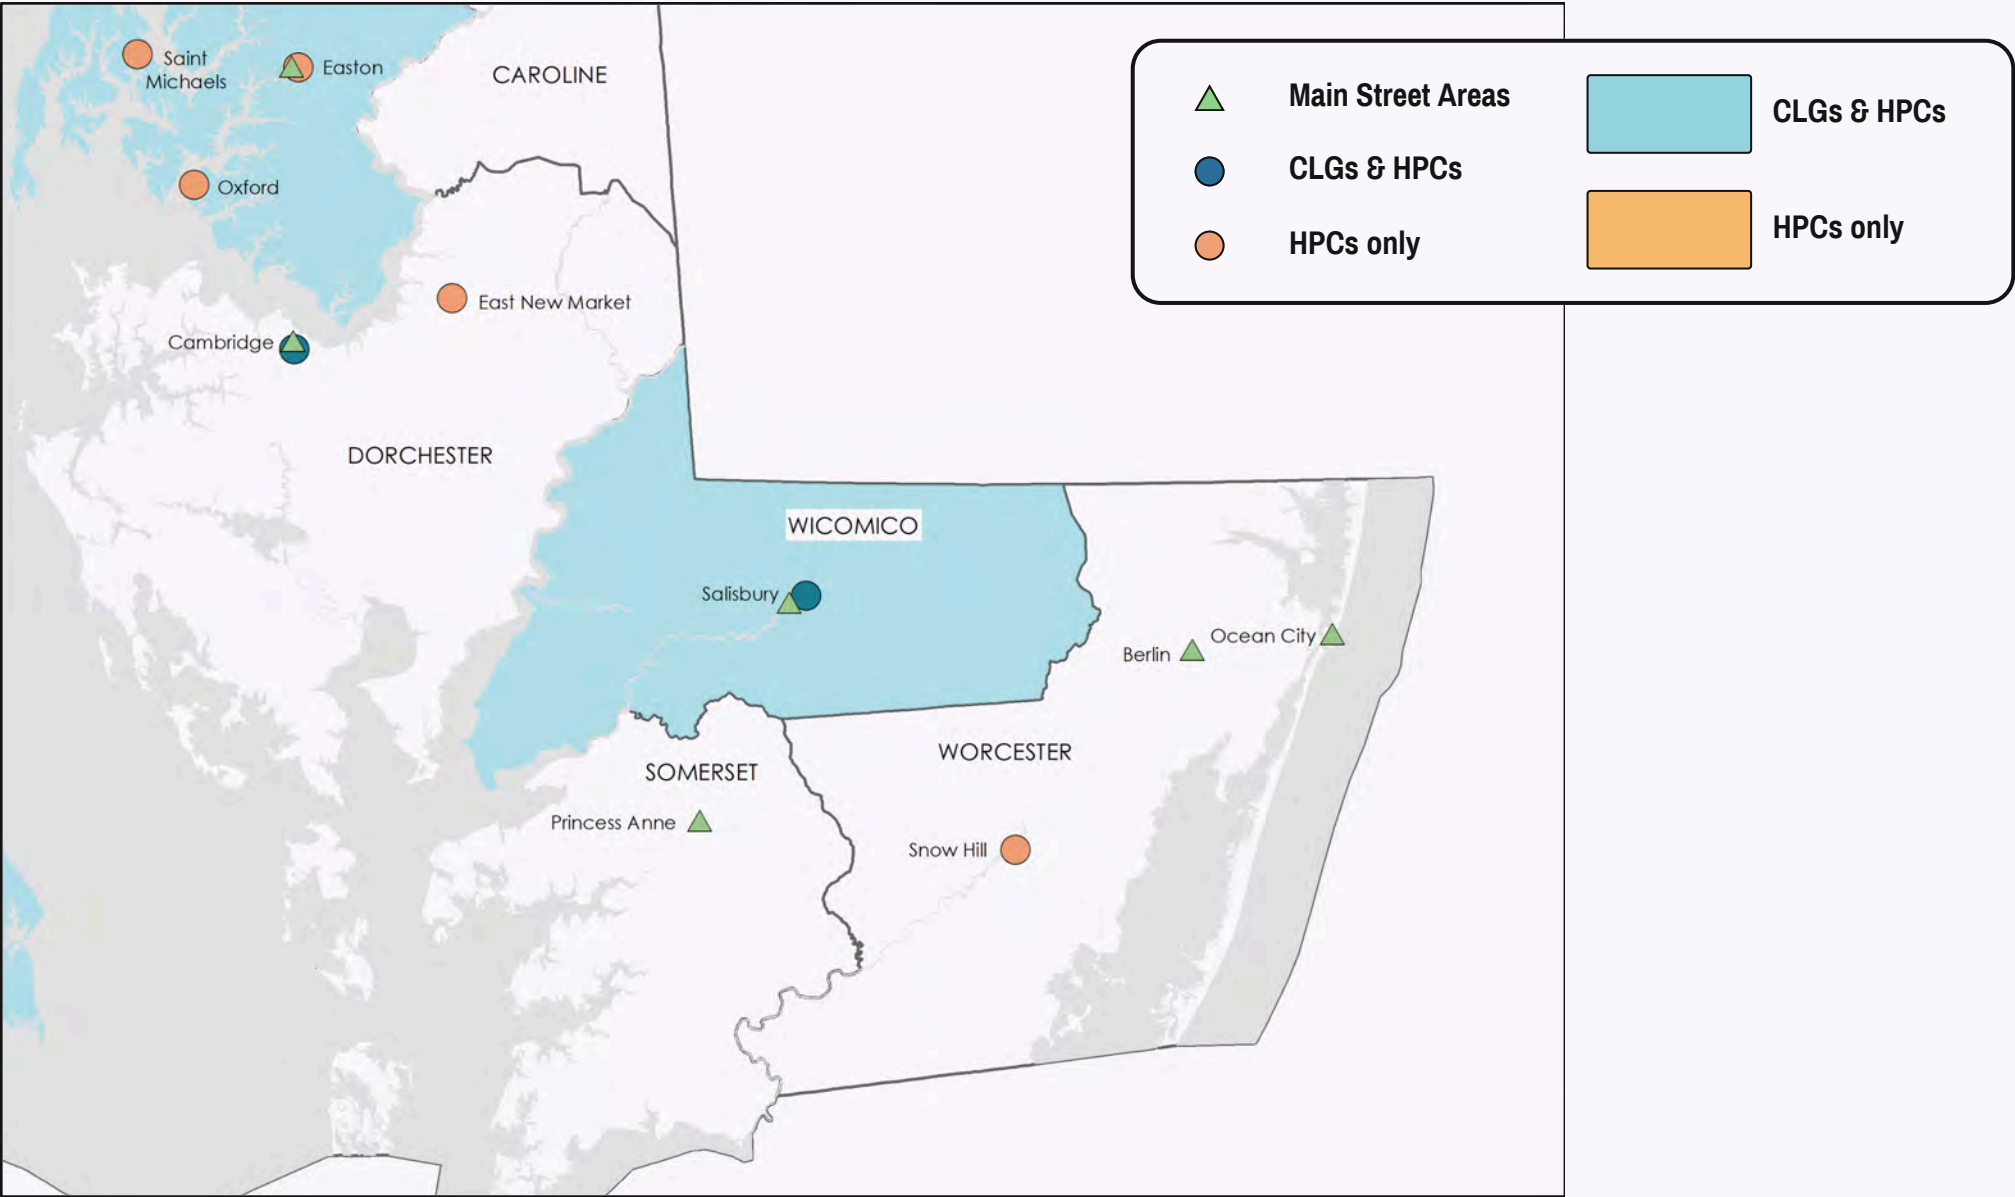 Saint
Michaels
Easton
CAROLINE
Main Street Areas
CLGs & HPCs
HPCs only
CLGs & HPCs
HPCs only
Oxford
East New Market
Cambridge
DORCHESTER
WICOMICO
Salisbury
Ocean City
Berlin
WORCESTER
SOMERSET
Princess Anne
Snow Hill